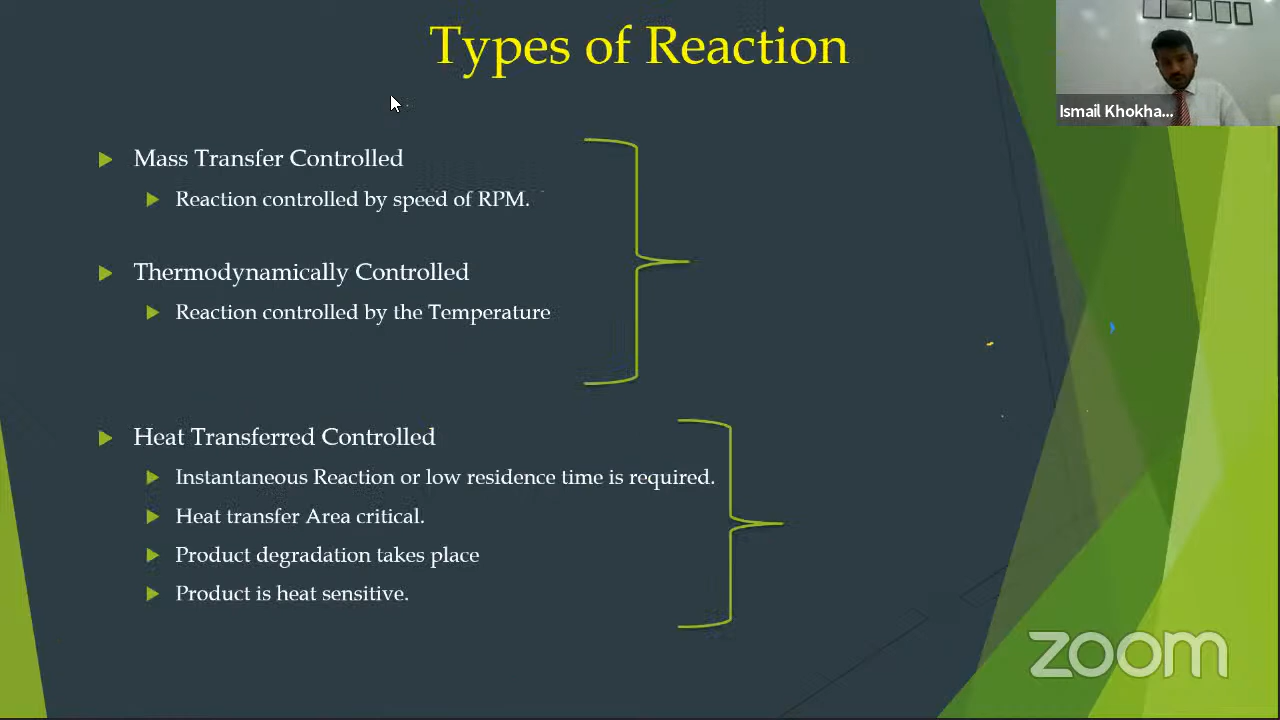 Types of Reaction
Ismail Khokha...
Mass Transfer Controlled
Reaction controlled by speed of RPM.
Thermodynamically Controlled
Reaction controlled by the Temperature
Heat Transferred Controlled
Instantaneous Reaction or low residence time is required.
Heat transfer Area critical.
Product degradation takes place
Product is heat sensitive.
zoom